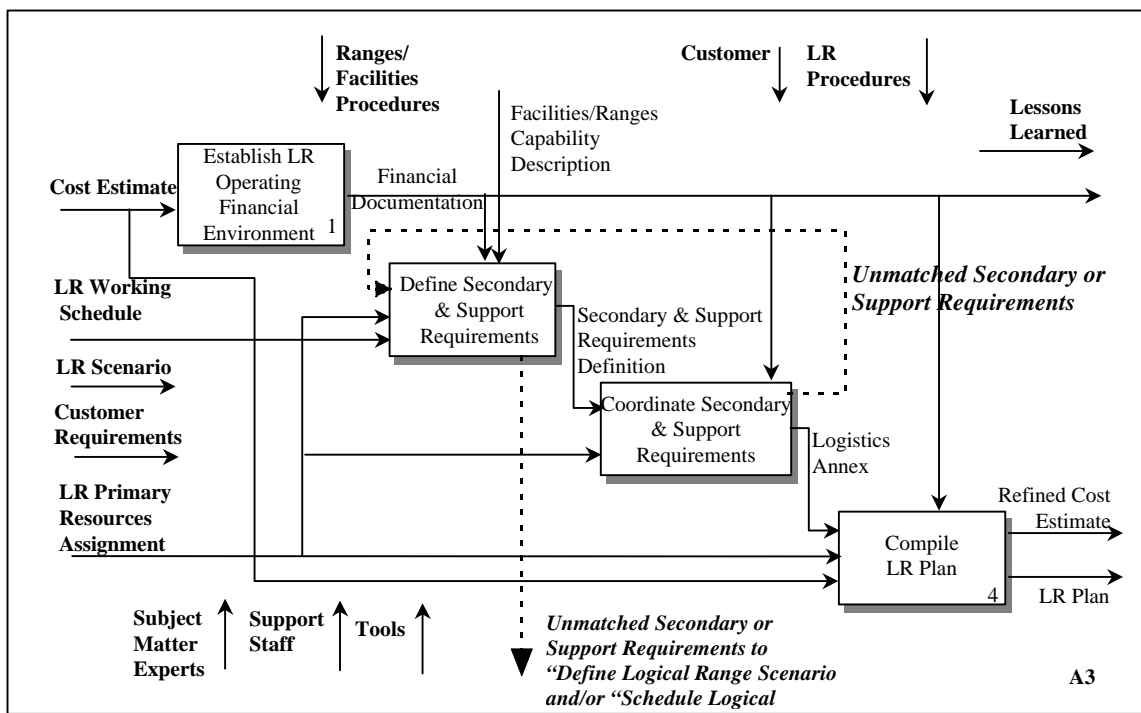 Ranges/
Facilities
Procedures
Customer
LR
Procedures
Facilities/Ranges
Capability
Description
Lessons
Learned
Cost Estimate
Establish LR
Operating
Financial
Environment
1
Financial
Documentation
LR Working
Schedule
Define Secondary
& Support
Requirements
Unmatched Secondary or
Support Requirements
Secondary & Support
Requirements
Definition
LR Scenario
Customer
Requirements
Coordinate Secondary
& Support
Requirements
Logistics
Annex
LR Primary
Resources
Assignment
Refined Cost
Estimate
Compile
LR Plan
4
LR Plan
Subject
Matter
Experts
Support
Staff
Tools
Unmatched Secondary or
Support Requirements to
“Define Logical Range Scenario
and/or “Schedule Logical
A3